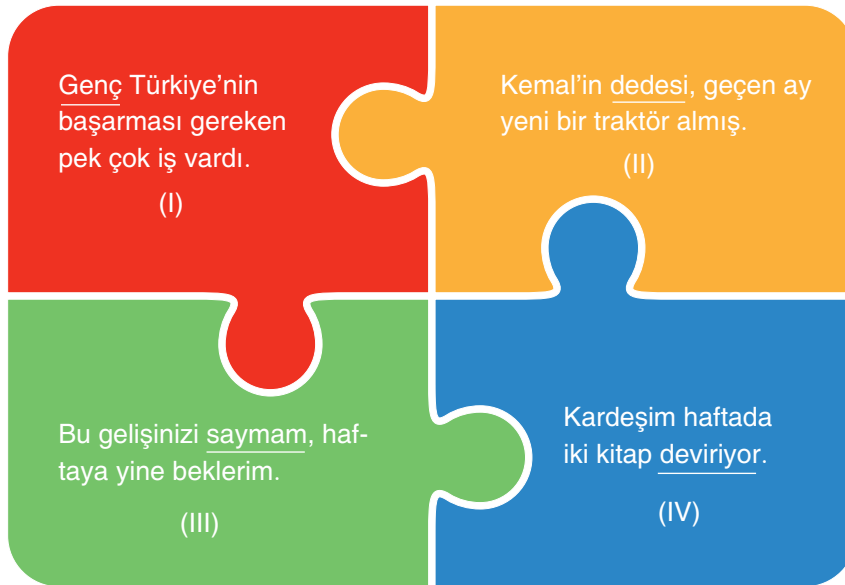 Genç Türkiye’nin
başarması gereken
pek çok iş vardı.
(I)
Kemal’in dedesi, geçen ay
yeni bir traktör almış.
(II)
Bu gelişinizi saymam, haf-
taya yine beklerim.
(III)
Kardeşim haftada
iki kitap deviriyor.
(IV)